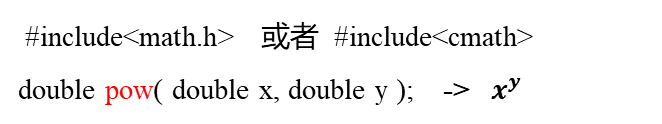 #include<math.h> 或者 #include<cmath>
double pow( double x, double y ); -> xʸ